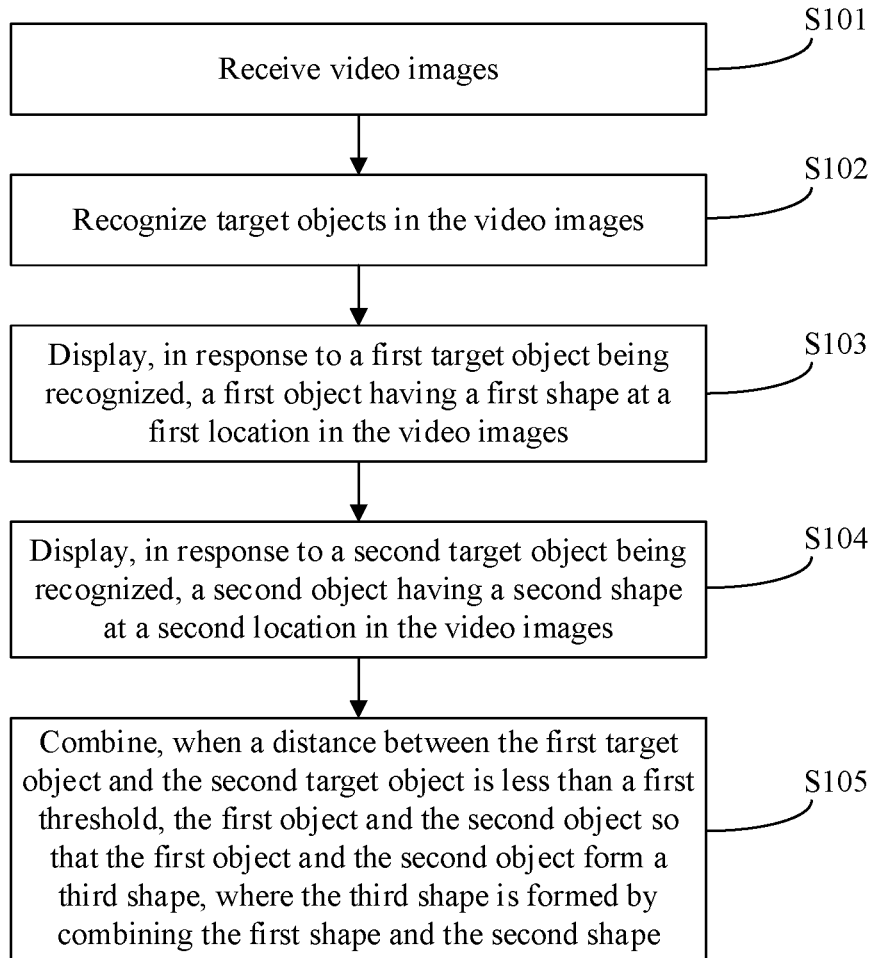 S101
Receive video images
S102
Recognize target objects in the video images
S103
Display, in response to a first target object being
recognized, a first object having a first shape at a
first location in the video images
S104
Display, in response to a second target object being
recognized, a second object having a second shape
at a second location in the video images
S105
Combine, when a distance between the first target
object and the second target object is less than a first
threshold, the first object and the second object so
that the first object and the second object form a
third shape, where the third shape is formed by
combining the first shape and the second shape